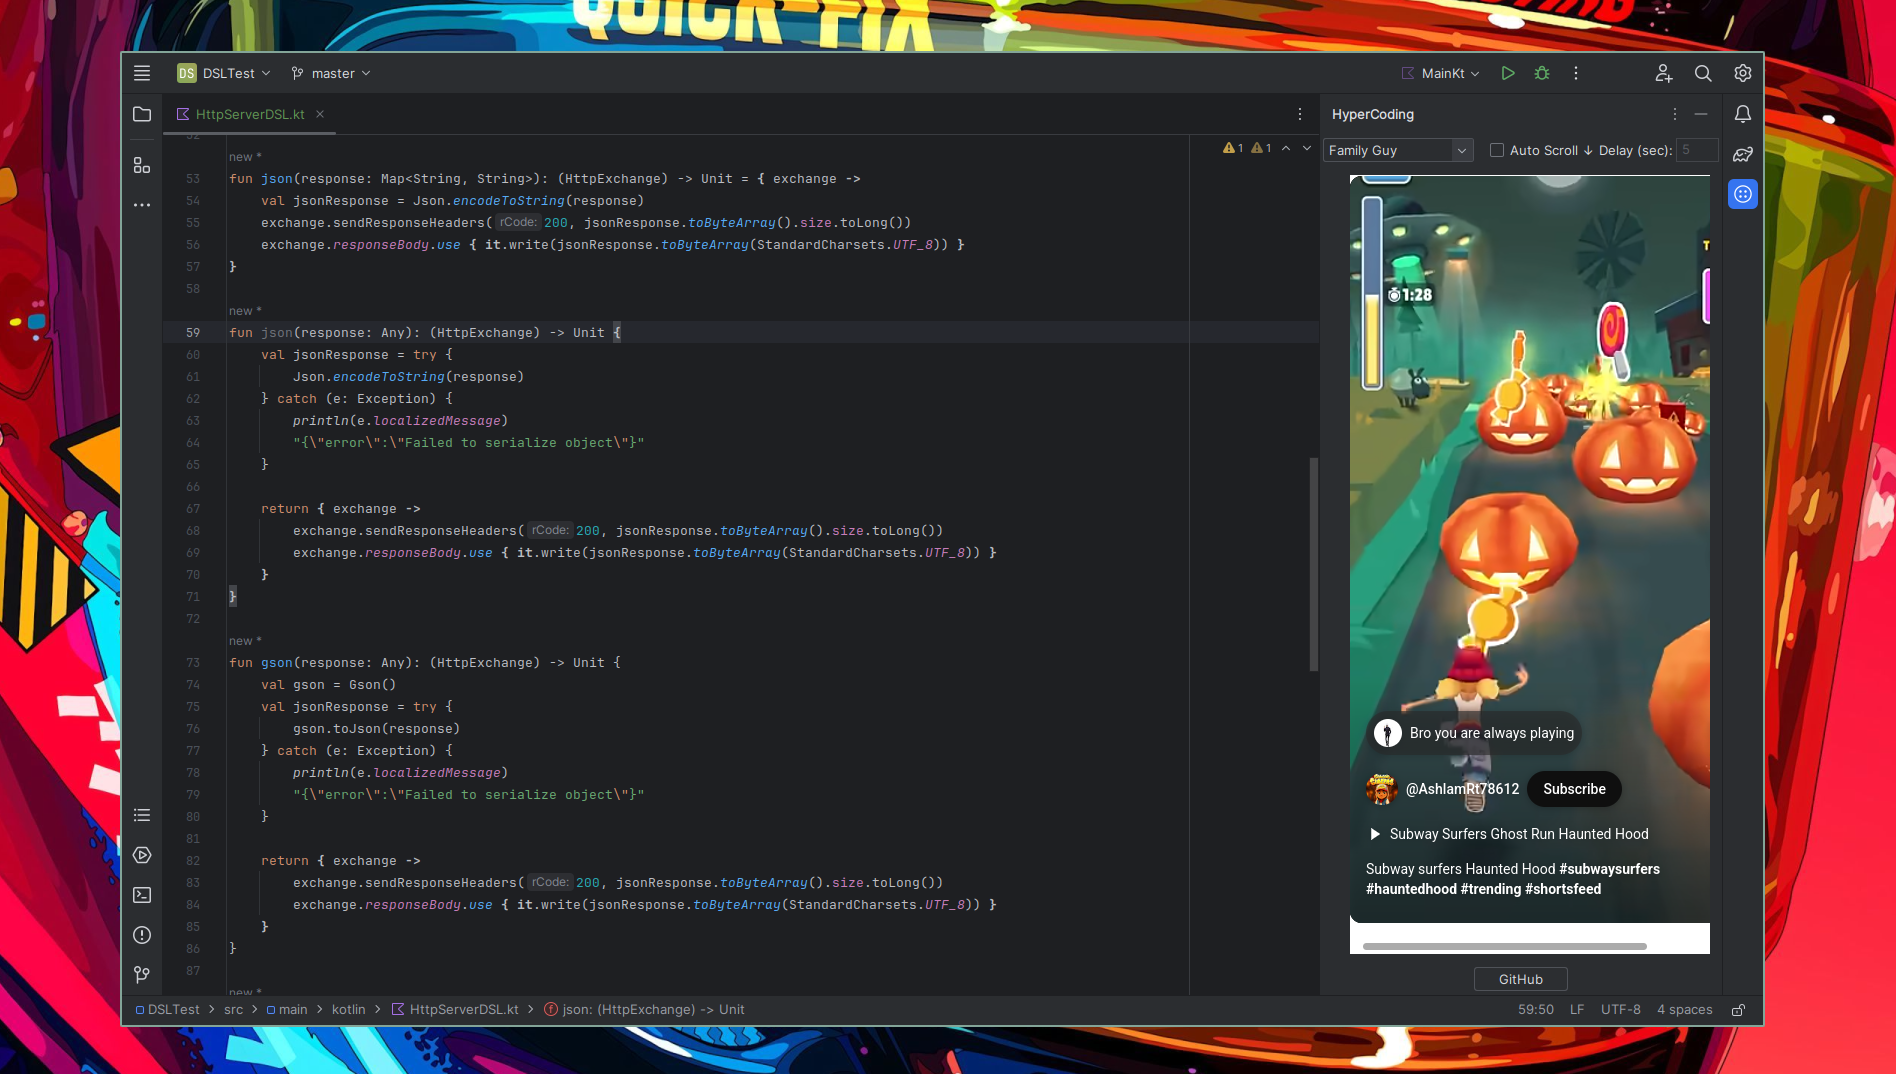 QUICK-FIX
DS DSLTest
master
MainKt
HttpServerDSL.kt
HyperCoding
1 1
Family Guy
Auto Scroll ↓ Delay (sec): 5
52
new *
53 fun json(response: Map<String, String>): (HttpExchange) -> Unit = { exchange ->
54 val jsonResponse = Json.encodeToString(response)
55 exchange.sendResponseHeaders( rCode: 200, jsonResponse.toByteArray().size.toLong())
56 exchange.responseBody.use { it.write(jsonResponse.toByteArray(StandardCharsets.UTF_8)) }
57 }
58
new *
59 fun json(response: Any): (HttpExchange) -> Unit {
60 val jsonResponse = try {
61 Json.encodeToString(response)
62 } catch (e: Exception) {
63 println(e.localizedMessage)
64 "{\"error\":\"Failed to serialize object\"}"
65 }
66
67 return { exchange ->
68 exchange.sendResponseHeaders( rCode: 200, jsonResponse.toByteArray().size.toLong())
69 exchange.responseBody.use { it.write(jsonResponse.toByteArray(StandardCharsets.UTF_8)) }
70 }
71 }
72
new *
73 fun gson(response: Any): (HttpExchange) -> Unit {
74 val gson = Gson()
75 val jsonResponse = try {
76 gson.toJson(response)
77 } catch (e: Exception) {
78 println(e.localizedMessage)
79 "{\"error\":\"Failed to serialize object\"}"
80 }
81
82 return { exchange ->
83 exchange.sendResponseHeaders( rCode: 200, jsonResponse.toByteArray().size.toLong())
84 exchange.responseBody.use { it.write(jsonResponse.toByteArray(StandardCharsets.UTF_8)) }
85 }
86 }
87
new *
1:28
Bro you are always playing
@AshlamRt78612
Subscribe
Subway Surfers Ghost Run Haunted Hood
Subway surfers Haunted Hood #subwaysurfers
#hauntedhood #trending #shortsfeed
GitHub
DSLTest > src > main > kotlin > HttpServerDSL.kt > json: (HttpExchange) -> Unit
59:50 LF UTF-8 4 spaces